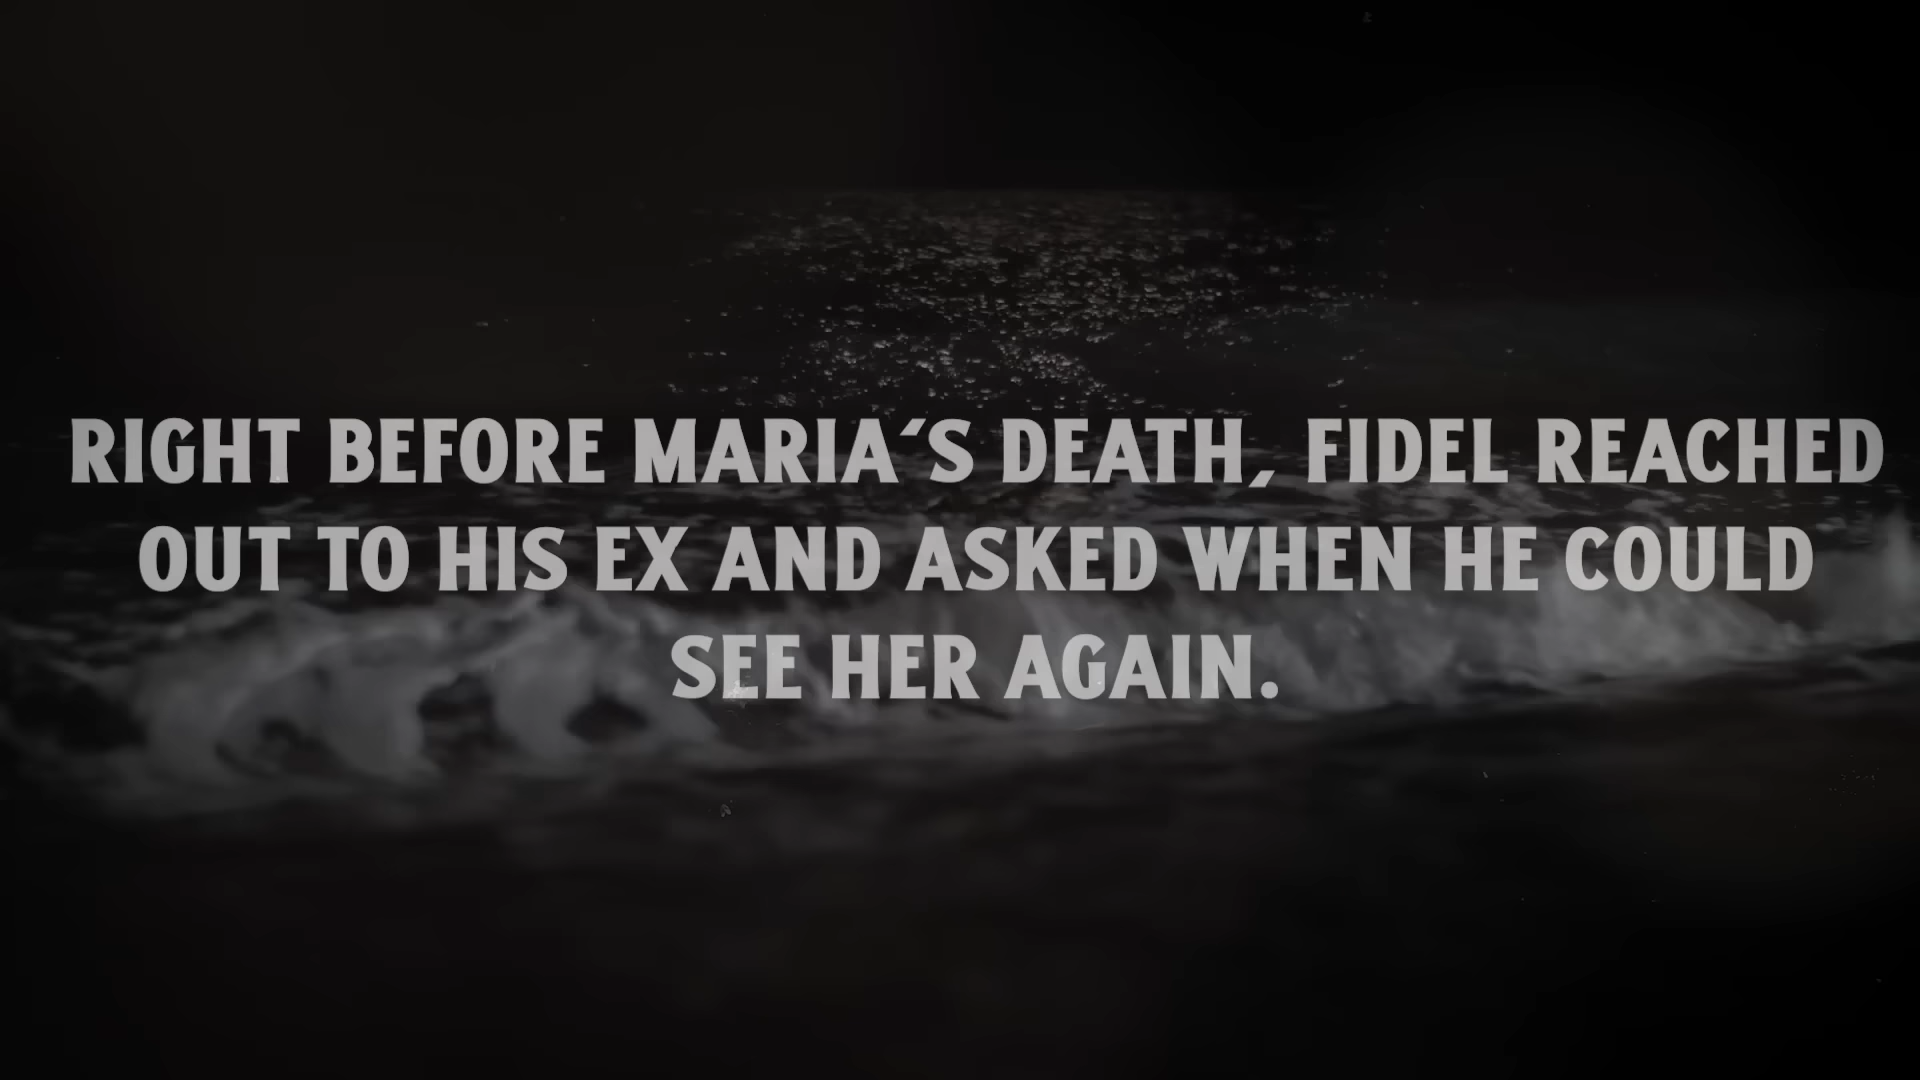 RIGHT BEFORE MARIA'S DEATH, FIDEL REACHED
OUT TO HIS EX AND ASKED WHEN HE COULD
SEE HER AGAIN.